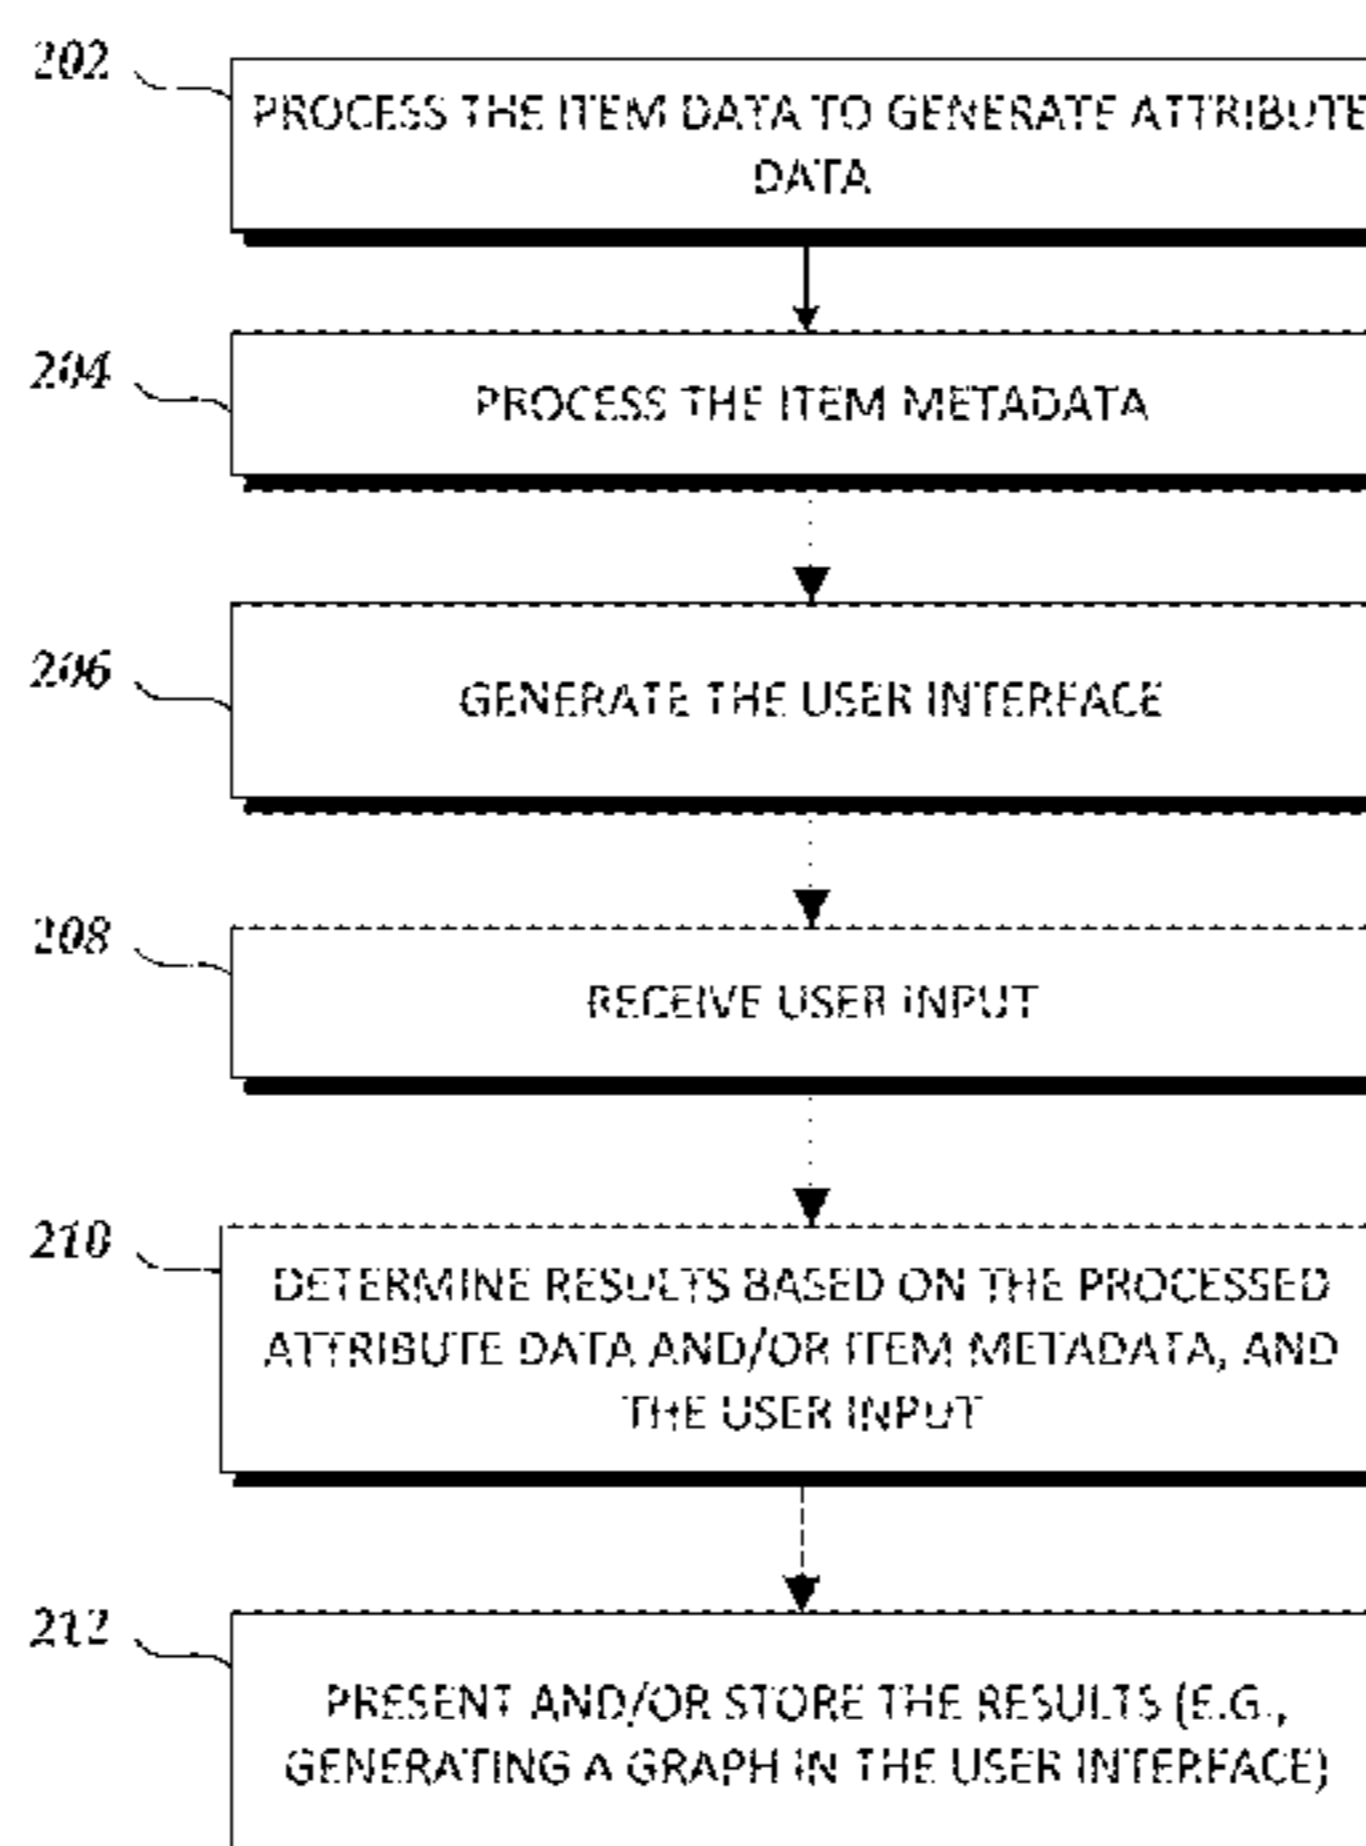 202
PROCESS THE ITEM DATA TO GENERATE ATTRIBUTE
DATA
204
PROCESS THE ITEM METADATA
206
GENERATE THE USER INTERFACE
208
RECEIVE USER INPUT
210
DETERMINE RESULTS BASED ON THE PROCESSED
ATTRIBUTE DATA AND/OR ITEM METADATA, AND
THE USER INPUT
212
PRESENT AND/OR STORE THE RESULTS (E.G.,
GENERATING A GRAPH IN THE USER INTERFACE)